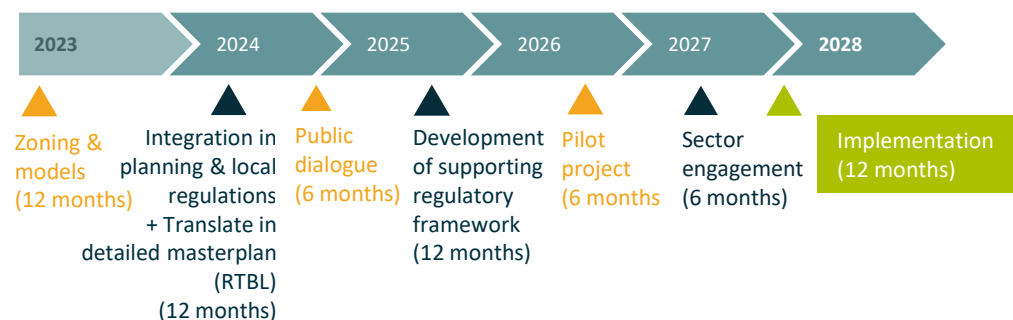 2023
2024
2025
2026
2027
2028
Zoning &
models
(12 months)
Integration in
planning & local
regulations
+ Translate in
detailed masterplan
(RTBL)
(12 months)
Public
dialogue
(6 months)
Development
of supporting
regulatory
framework
(12 months)
Pilot
project
(6 months
Sector
engagement
(6 months)
Implementation
(12 months)